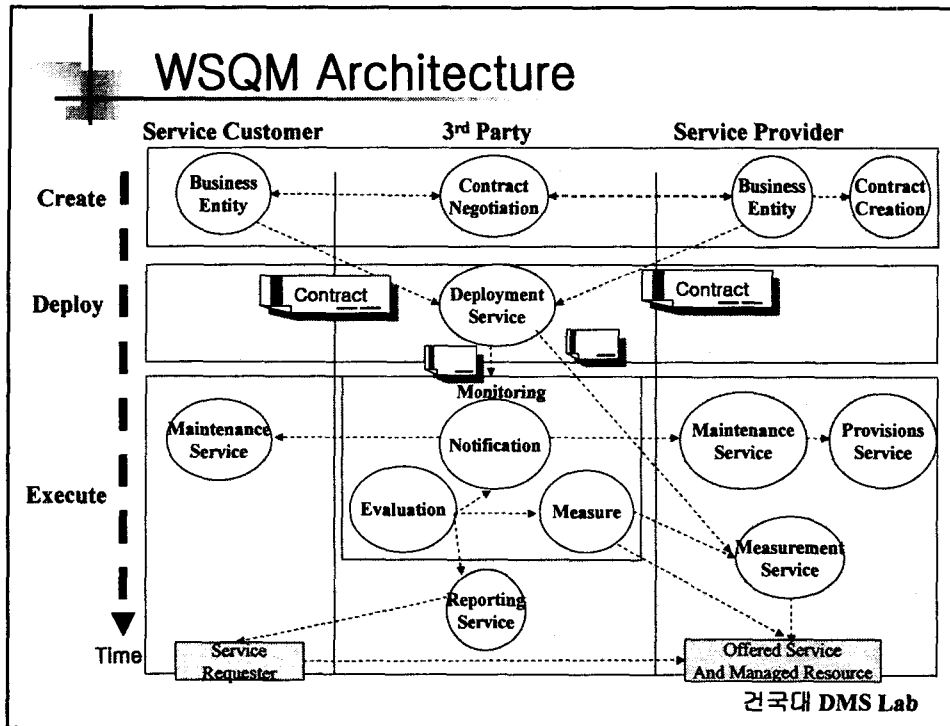 WSQM Architecture
Service Customer
3rd Party
Service Provider
Create
Business
Entity
Contract
Negotiation
Business
Entity
Contract
Creation
Deploy
Contract
Deployment
Service
Contract
Monitoring
Execute
Maintenance
Service
Notification
Maintenance
Service
Provisions
Service
Evaluation
Measure
Measurement
Service
Reporting
Service
Time
Service
Requester
Offered Service
And Managed Resource
건국대 DMS Lab